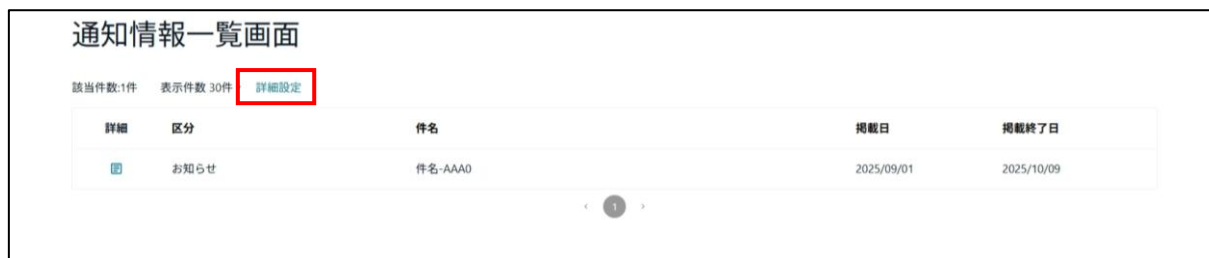 通知情報一覧画面
該当件数:1件 表示件数 30件 詳細設定
詳細 区分 件名 掲載日 掲載終了日
お知らせ 件名-AAA0 2025/09/01 2025/10/09
‹ 1 ›